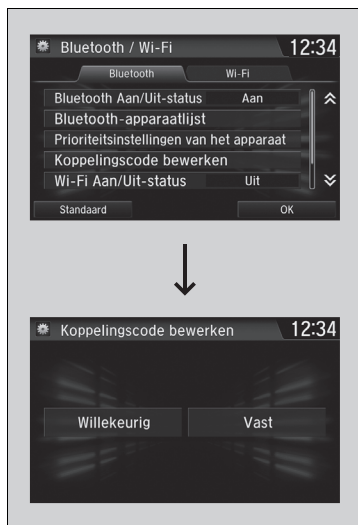 Bluetooth / Wi-Fi 12:34
Bluetooth Wi-Fi
Bluetooth Aan/Uit-status Aan
Bluetooth-apparaatlijst
Prioriteitsinstellingen van het apparaat
Koppelingscode bewerken
Wi-Fi Aan/Uit-status Uit
Standaard OK
Koppelingscode bewerken 12:34
Willekeurig Vast